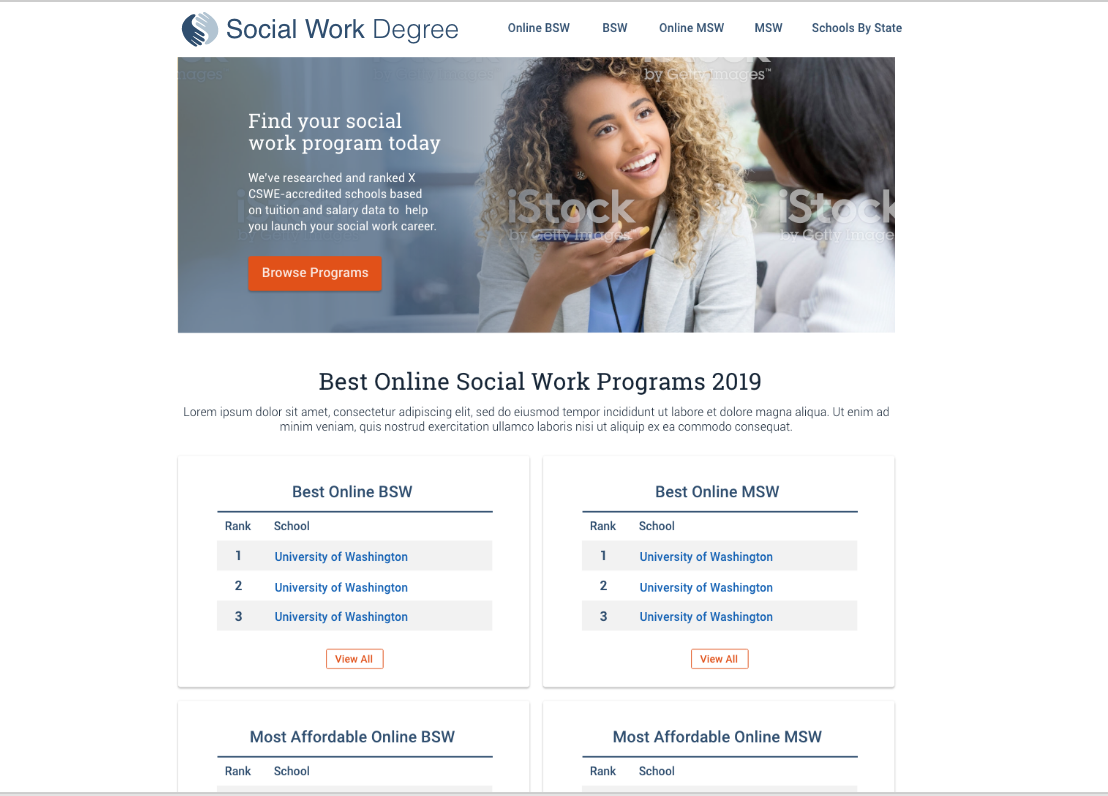 Social Work Degree
Online BSW BSW Online MSW MSW Schools By State
by Getty Images™
Find your social
work program today
We've researched and ranked X
CSWE-accredited schools based
on tuition and salary data to help
you launch your social work career.
iStock
by Getty Images
iStock
by Getty Image
Browse Programs
Best Online Social Work Programs 2019
Lorem ipsum dolor sit amet, consectetur adipiscing elit, sed do eiusmod tempor incididunt ut labore et dolore magna aliqua. Ut enim ad
minim veniam, quis nostrud exercitation ullamco laboris nisi ut aliquip ex ea commodo consequat.
Best Online BSW
Rank School
1 University of Washington
2 University of Washington
3 University of Washington
View All
Best Online MSW
Rank School
1 University of Washington
2 University of Washington
3 University of Washington
View All
Most Affordable Online BSW
Rank School
Most Affordable Online MSW
Rank School